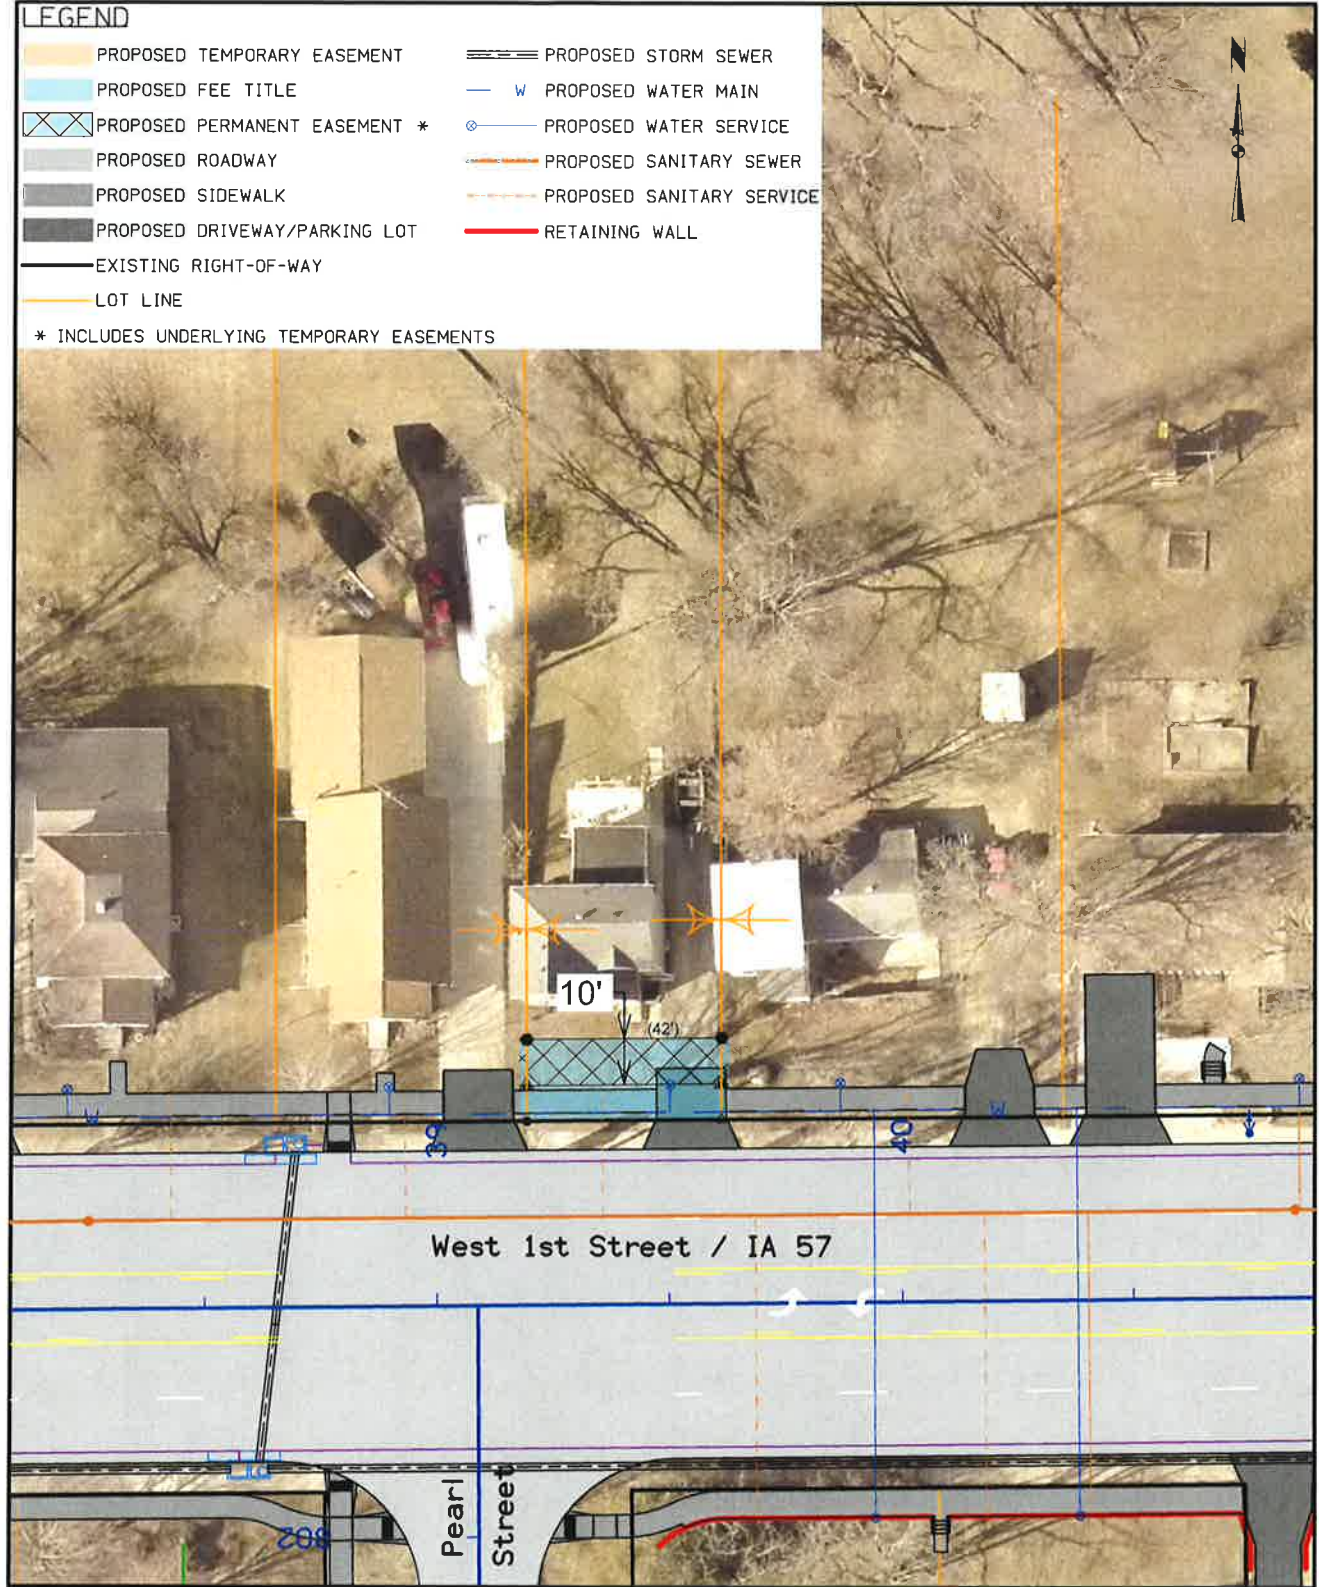 LEGEND
PROPOSED TEMPORARY EASEMENT
PROPOSED FEE TITLE
PROPOSED PERMANENT EASEMENT *
PROPOSED ROADWAY
PROPOSED SIDEWALK
PROPOSED DRIVEWAY/PARKING LOT
EXISTING RIGHT-OF-WAY
LOT LINE
* INCLUDES UNDERLYING TEMPORARY EASEMENTS
PROPOSED STORM SEWER
W PROPOSED WATER MAIN
PROPOSED WATER SERVICE
PROPOSED SANITARY SEWER
PROPOSED SANITARY SERVICE
RETAINING WALL
N
10'
(42')
W
W
39
40
West 1st Street / IA 57
Pearl
Street
802